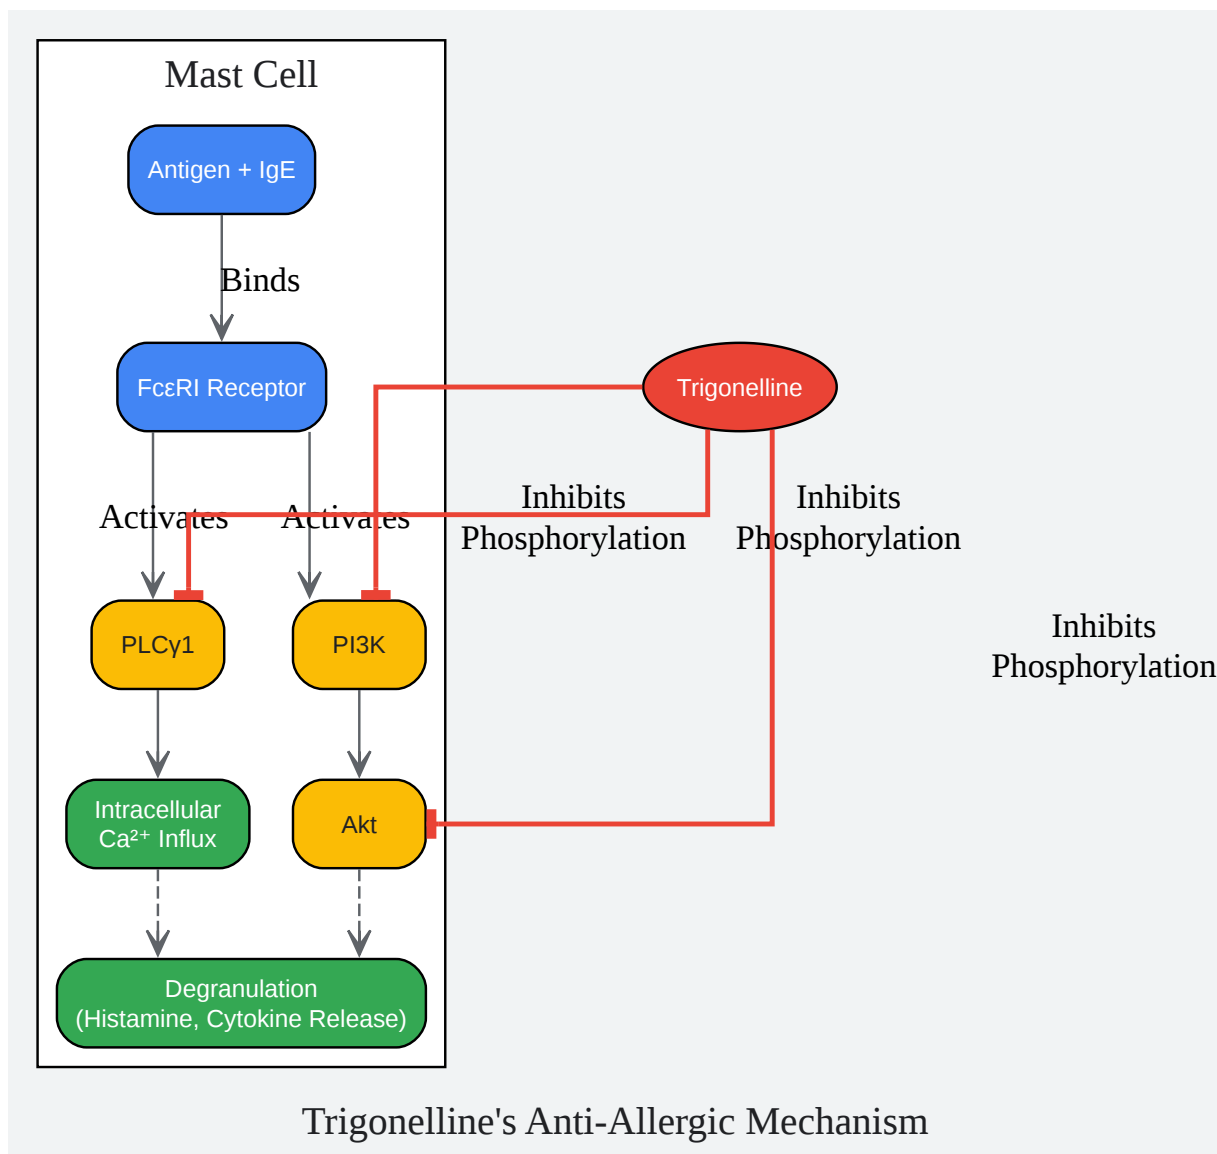 Mast Cell
Antigen + IgE
Binds
FcεRI Receptor
Trigonelline
Activates
Activates
Inhibits
Phosphorylation
Inhibits
Phosphorylation
Inhibits
Phosphorylation
PLCγ1
PI3K
Intracellular
Ca²⁺ Influx
Akt
Degranulation
(Histamine, Cytokine Release)
Trigonelline's Anti-Allergic Mechanism